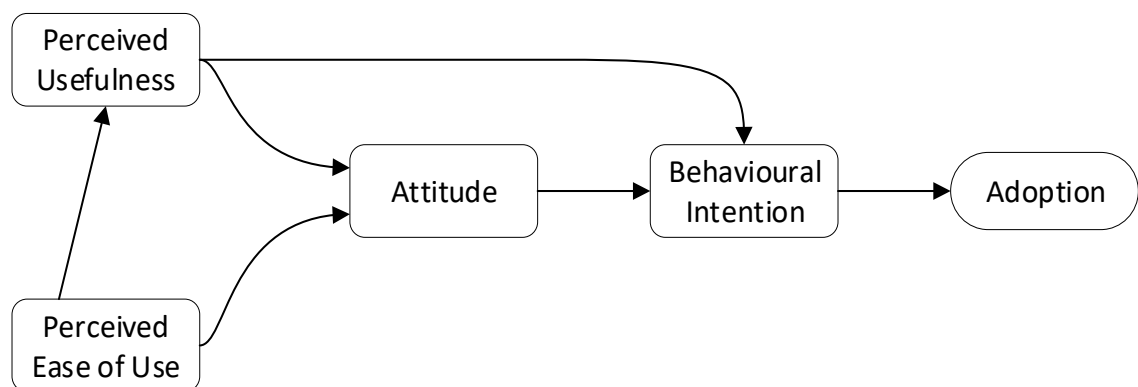 Perceived
Usefulness
Attitude
Behavioural
Intention
Adoption
Perceived
Ease of Use